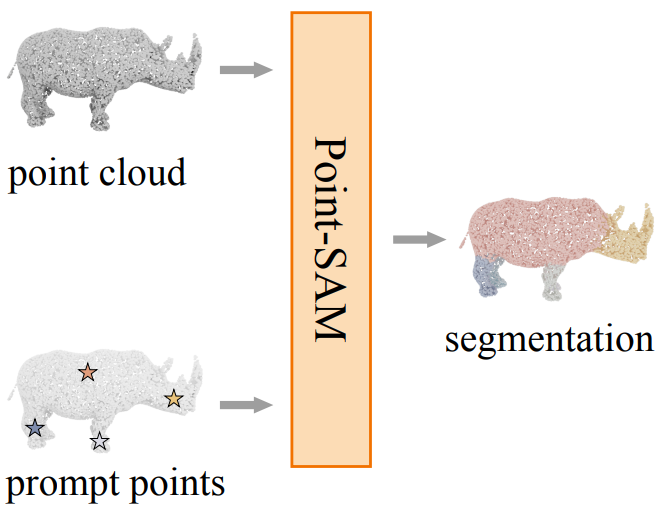 point cloud
Point-SAM
segmentation
prompt points